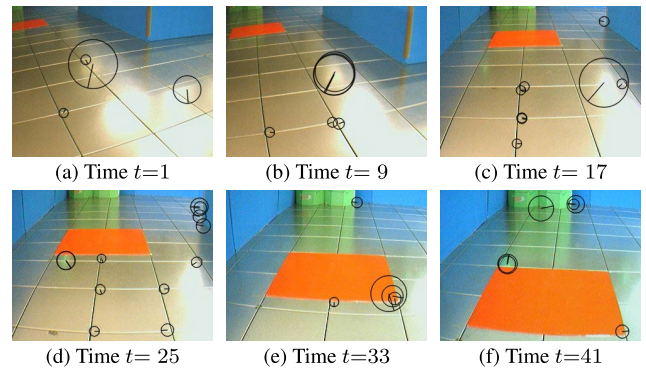 (a) Time t=1
(b) Time t= 9
(c) Time t= 17
(d) Time t= 25
(e) Time t=33
(f) Time t=41